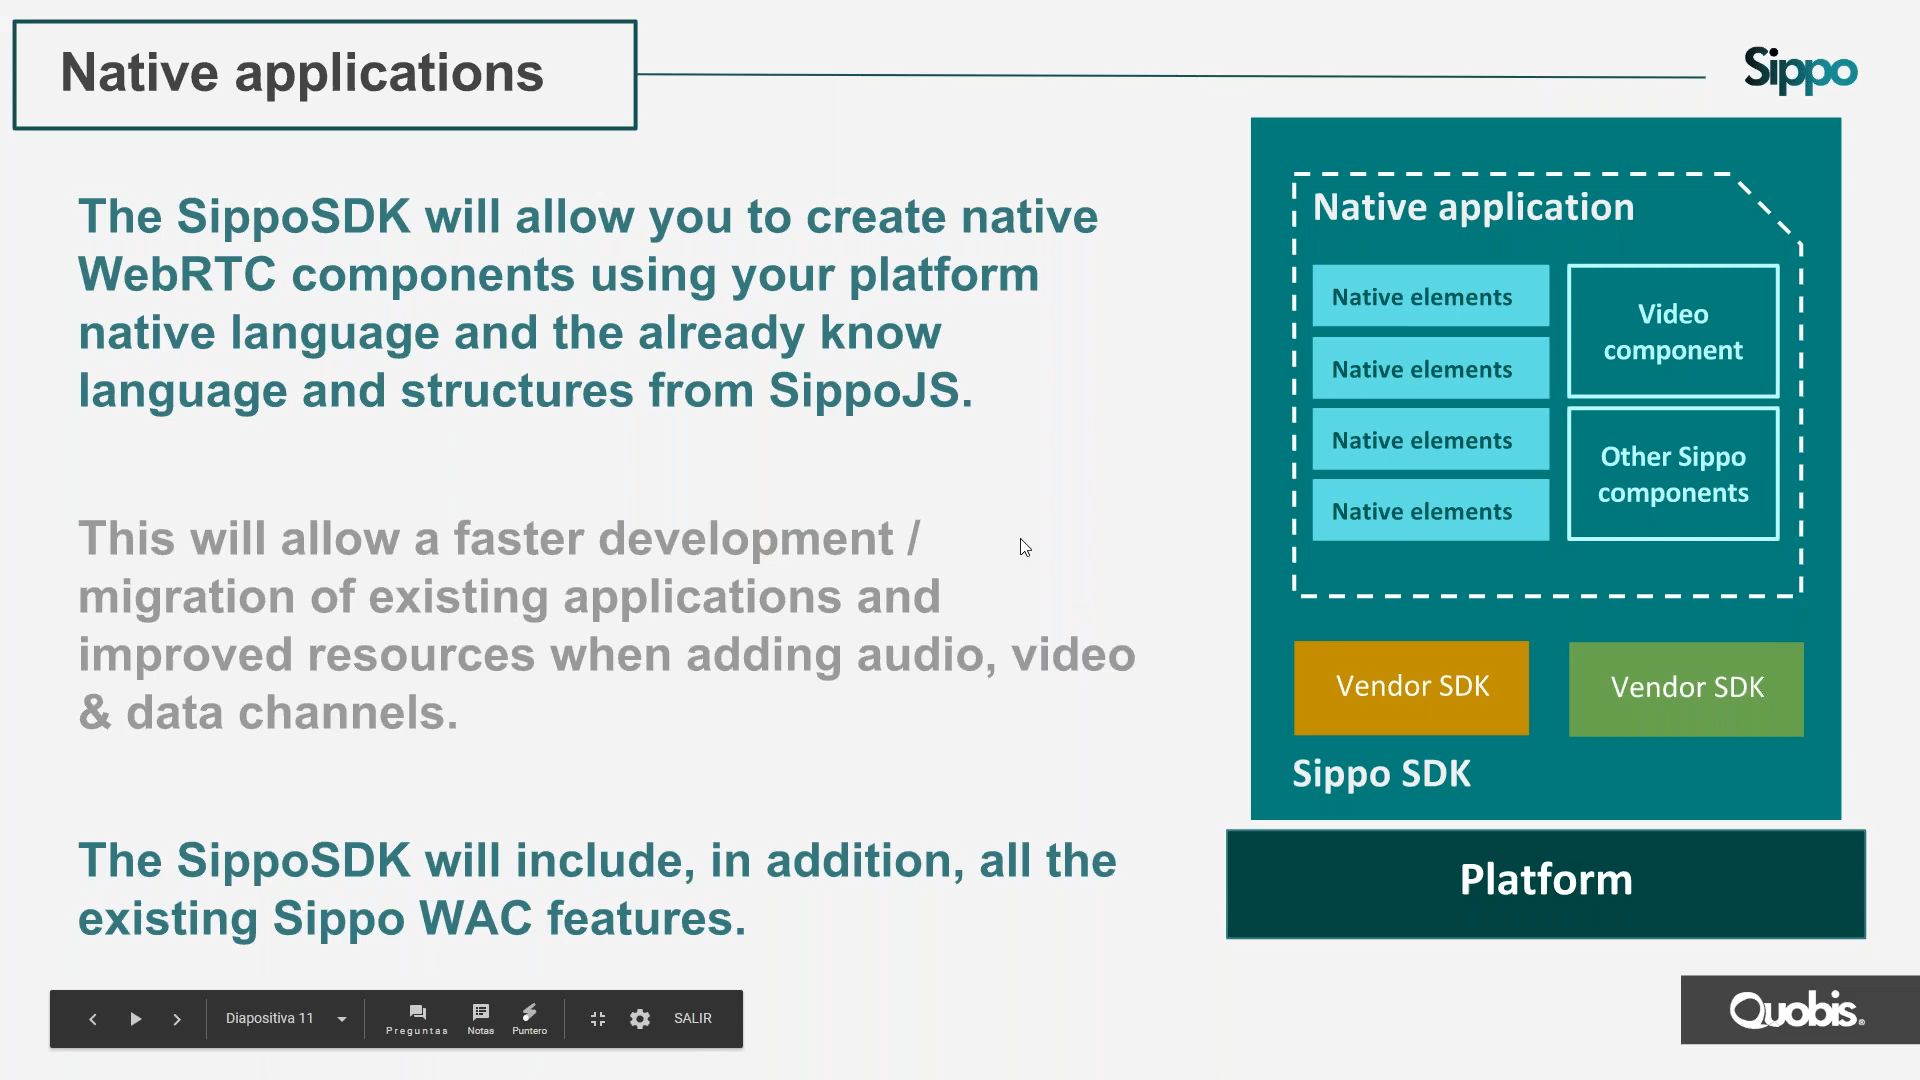 Native applications
Sippo
The SippoSDK will allow you to create native
WebRTC components using your platform
native language and the already know
language and structures from SippoJS.
This will allow a faster development /
migration of existing applications and
improved resources when adding audio, video
& data channels.
The SippoSDK will include, in addition, all the
existing Sippo WAC features.
Native application
Native elements
Native elements
Native elements
Native elements
Video
component
Other Sippo
components
Vendor SDK
Vendor SDK
Sippo SDK
Platform
Diapositiva 11
Preguntas
Notas
Puntero
SALIR
Quobis®